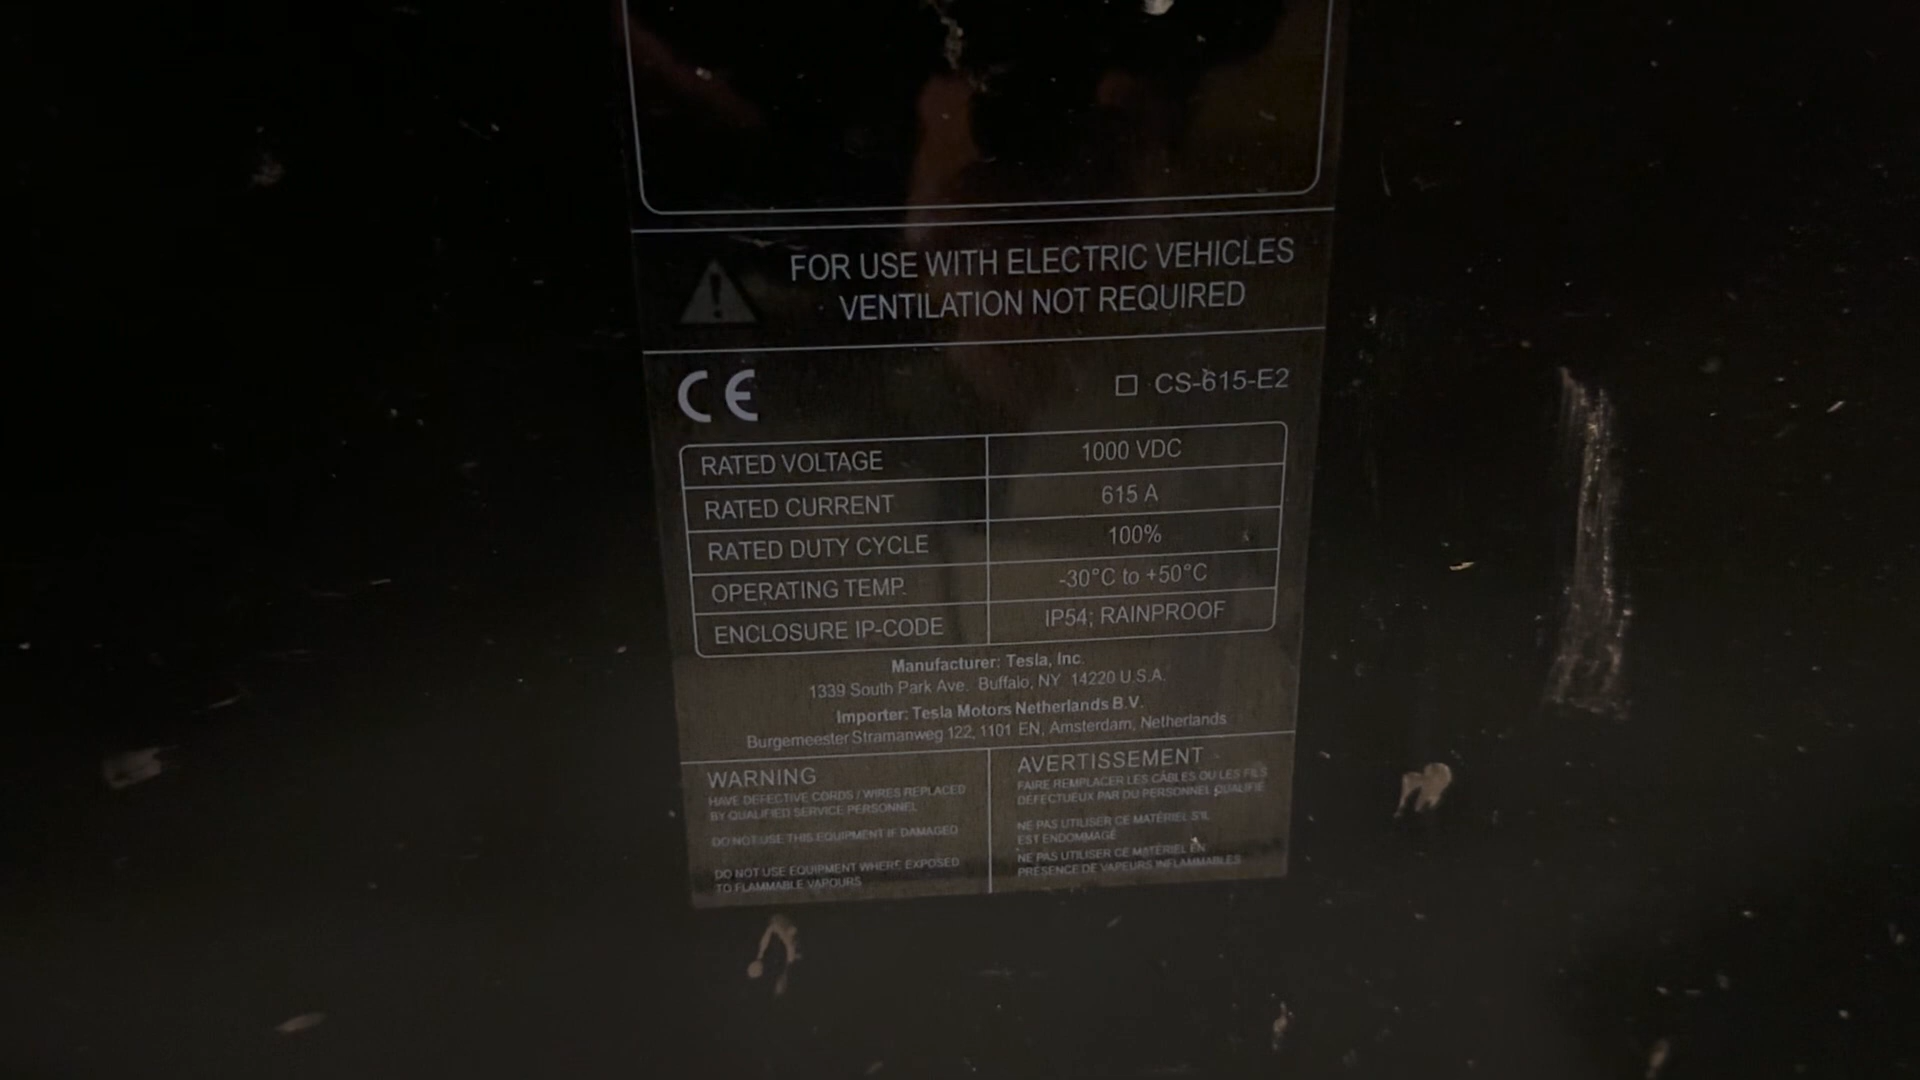 FOR USE WITH ELECTRIC VEHICLES
VENTILATION NOT REQUIRED
CE
☐ CS-615-E2
RATED VOLTAGE 1000 VDC
RATED CURRENT 615 A
RATED DUTY CYCLE 100%
OPERATING TEMP. -30°C to +50°C
ENCLOSURE IP-CODE IP54; RAINPROOF
Manufacturer: Tesla, Inc.
1339 South Park Ave. Buffalo, NY 14220 U.S.A.
Importer: Tesla Motors Netherlands B.V.
Burgemeester Stramanweg 122, 1101 EN, Amsterdam, Netherlands
WARNING
HAVE DEFECTIVE CORDS / WIRES REPLACED
BY QUALIFIED SERVICE PERSONNEL
DO NOT USE THIS EQUIPMENT IF DAMAGED
DO NOT USE EQUIPMENT WHERE EXPOSED
TO FLAMMABLE VAPOURS
AVERTISSEMENT
FAIRE REMPLACER LES CÂBLES OU LES FILS
DÉFECTUEUX PAR DU PERSONNEL QUALIFIÉ
NE PAS UTILISER CE MATÉRIEL S'IL
EST ENDOMMAGÉ
NE PAS UTILISER CE MATÉRIEL EN
PRÉSENCE DE VAPEURS INFLAMMABLES